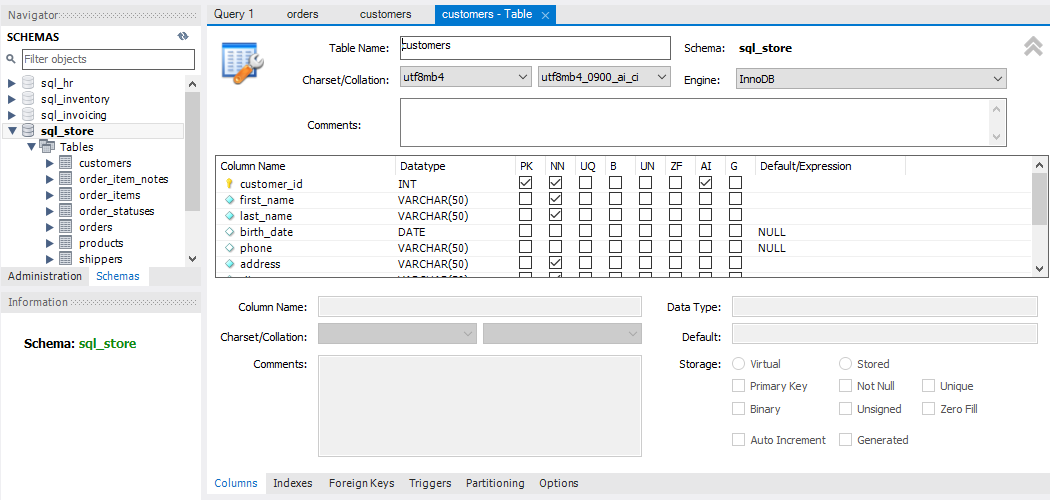 Navigator
SCHEMAS
Filter objects
sql_hr
sql_inventory
sql_invoicing
sql_store
Tables
customers
order_item_notes
order_items
order_statuses
orders
products
shippers
Administration Schemas
Information
Schema: sql_store
Query 1 orders customers customers - Table
Table Name: customers Schema: sql_store
Charset/Collation: utf8mb4 utf8mb4_0900_ai_ci Engine: InnoDB
Comments:
Column Name Datatype PK NN UQ B UN ZF AI G Default/Expression
customer_id INT
first_name VARCHAR(50)
last_name VARCHAR(50)
birth_date DATE NULL
phone VARCHAR(50) NULL
address VARCHAR(50)
Column Name: Data Type:
Charset/Collation: Default:
Comments: Storage: Virtual Stored
Primary Key Not Null Unique
Binary Unsigned Zero Fill
Auto Increment Generated
Columns Indexes Foreign Keys Triggers Partitioning Options